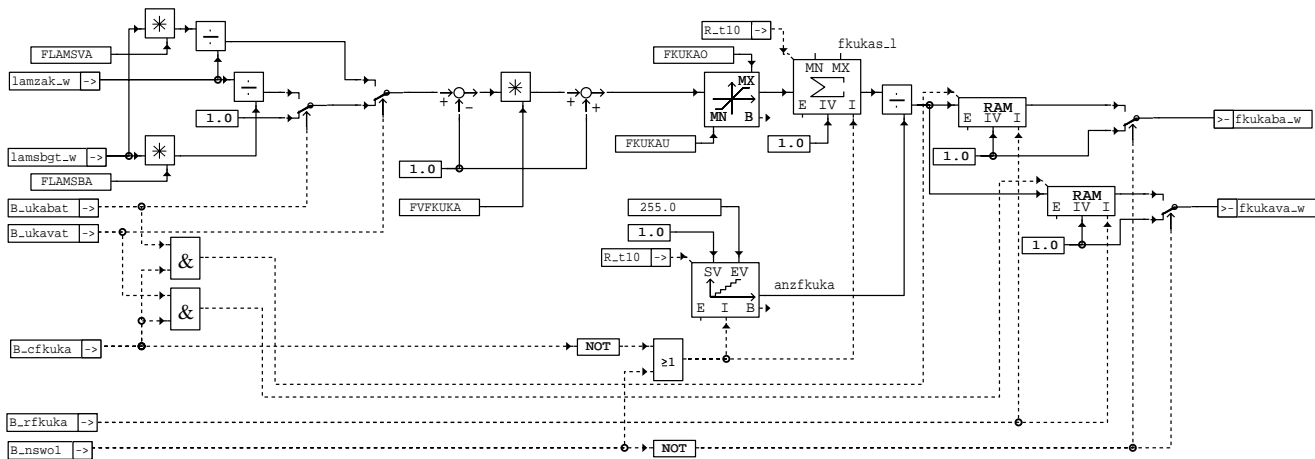 * ÷
FLAMSVA
lamzak_w ->
÷
1.0
lamsbgt_w -> *
FLAMSBA
B_ukabat ->
B_ukavat ->
&
&
B_cfkuka ->
B_rfkuka ->
B_nswol ->
+ −
*
+ +
1.0
FVFKUKA
FKUKAO
MX
MN B
FKUKAU
R_t10 ->
fkukas_l
MN MX
E IV I
1.0
÷
255.0
1.0
R_t10 ->
SV EV
E I B
anzfkuka
NOT
≥1
NOT
RAM
E IV I
1.0
>- fkukaba_w
RAM
E IV I
1.0
>- fkukava_w